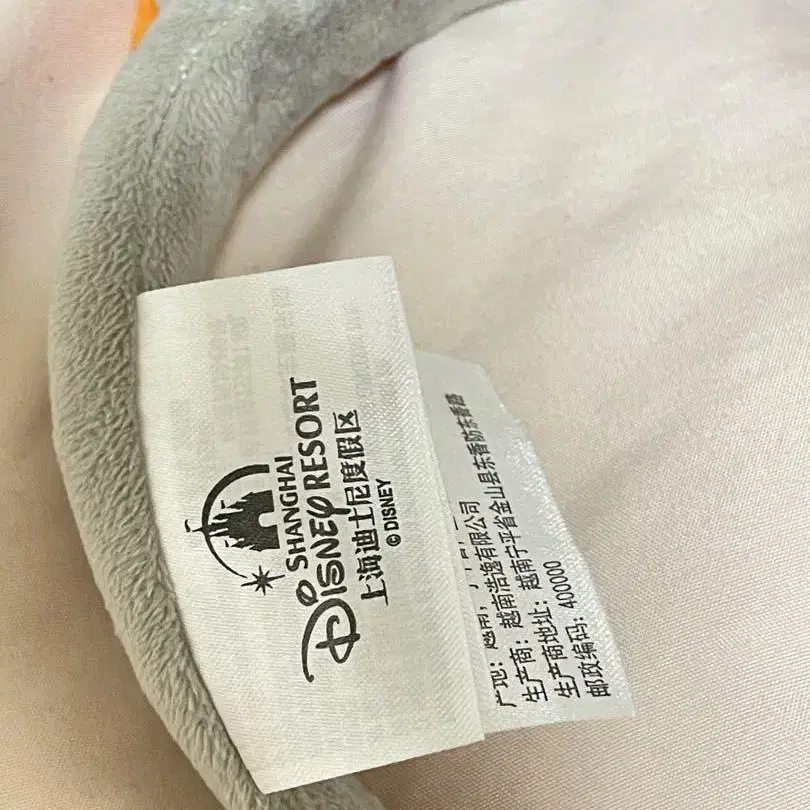 SHANGHAI
DISNEY RESORT
上海迪士尼度假区
© DISNEY
产地: 越南,
生产商: 越南浩逸有限公司
生产商地址: 越南宁平省金山县东香防东香路
邮政编码: 400000